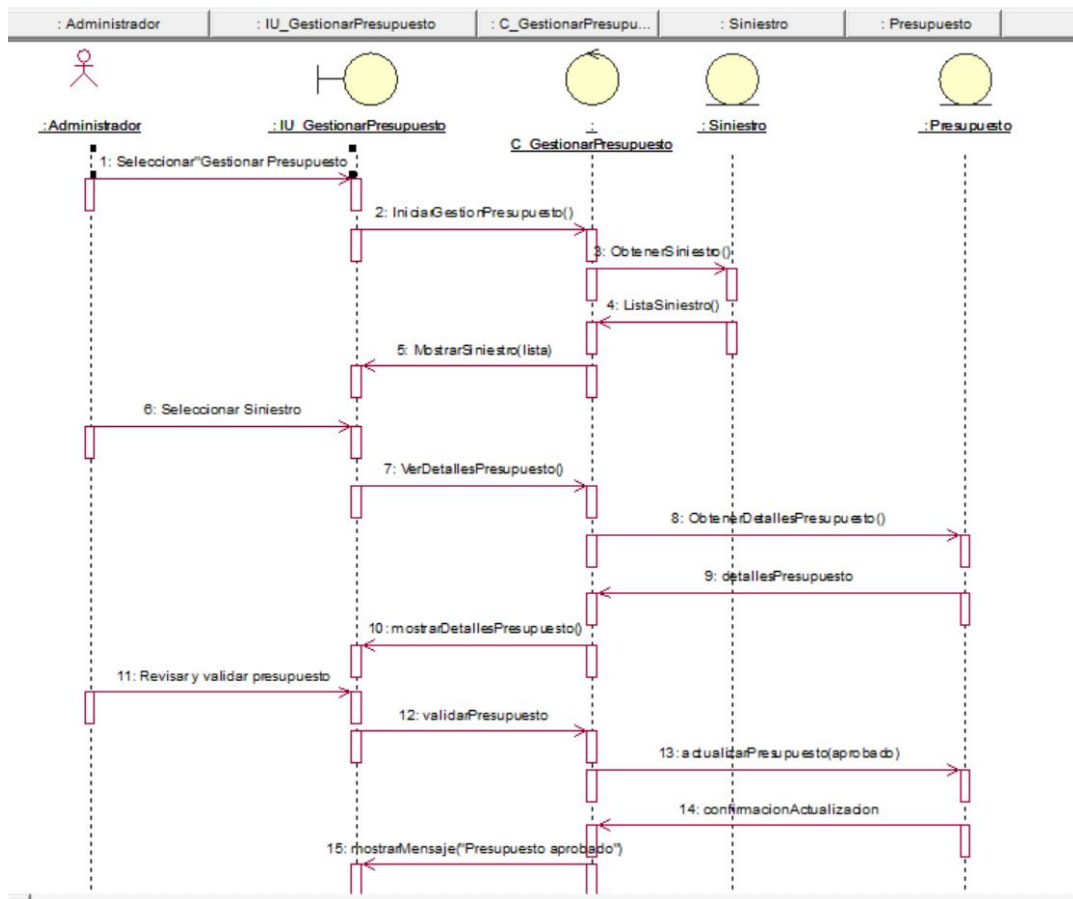 : Administrador
: IU_GestionarPresupuesto
: C_GestionarPresupu...
: Siniestro
: Presupuesto
:Administrador
: IU_GestionarPresupuesto
:
C_GestionarPresupuesto
:Siniestro
:Presupuesto
1: Seleccionar"Gestionar Presupuesto
2: IniciarGestionPresupuesto()
3: ObtenerSiniestro()
4: ListaSiniestro()
5: MostrarSiniestro(lista)
6: Seleccionar Siniestro
7: VerDetallesPresupuesto()
8: ObtenerDetallesPresupuesto()
9: detallesPresupuesto
10: mostrarDetallesPresupuesto()
11: Revisar y validar presupuesto
12: validarPresupuesto
13: actualizarPresupuesto(aprobado)
14: confirmacionActualizacion
15: mostrarMensaje("Presupuesto aprobado")